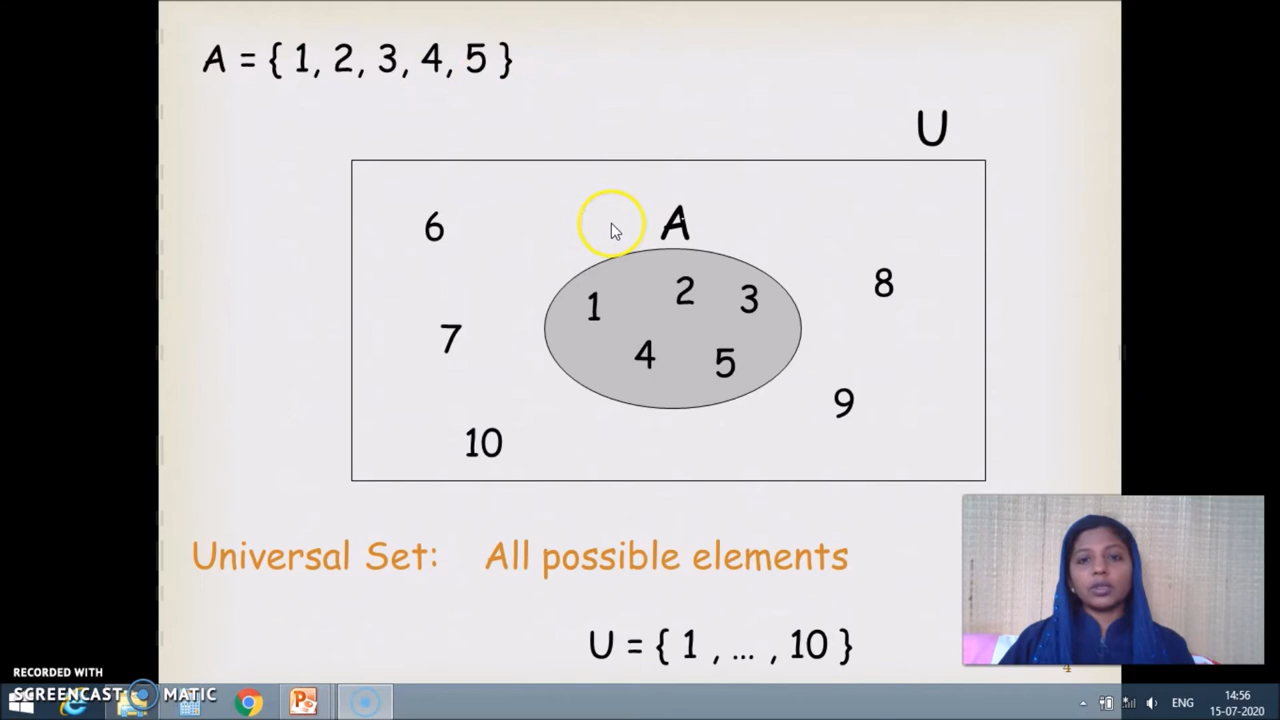 A = { 1, 2, 3, 4, 5 }
U
6
A
1
2
3
8
7
4
5
9
10
Universal Set: All possible elements
U = { 1 , ... , 10 }
4
RECORDED WITH
SCREENCAST MATIC
ENG
14:56
15-07-2020